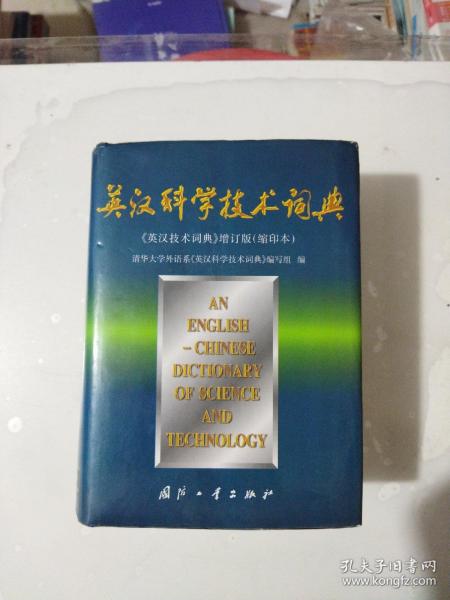 英汉科学技术词典
《英汉技术词典》增订版(缩印本)
清华大学外语系《英汉科学技术词典》编写组 编
AN
ENGLISH
- CHINESE
DICTIONARY
OF SCIENCE
AND
TECHNOLOGY
国防工业出版社
孔夫子旧书网
www.kongfz.com